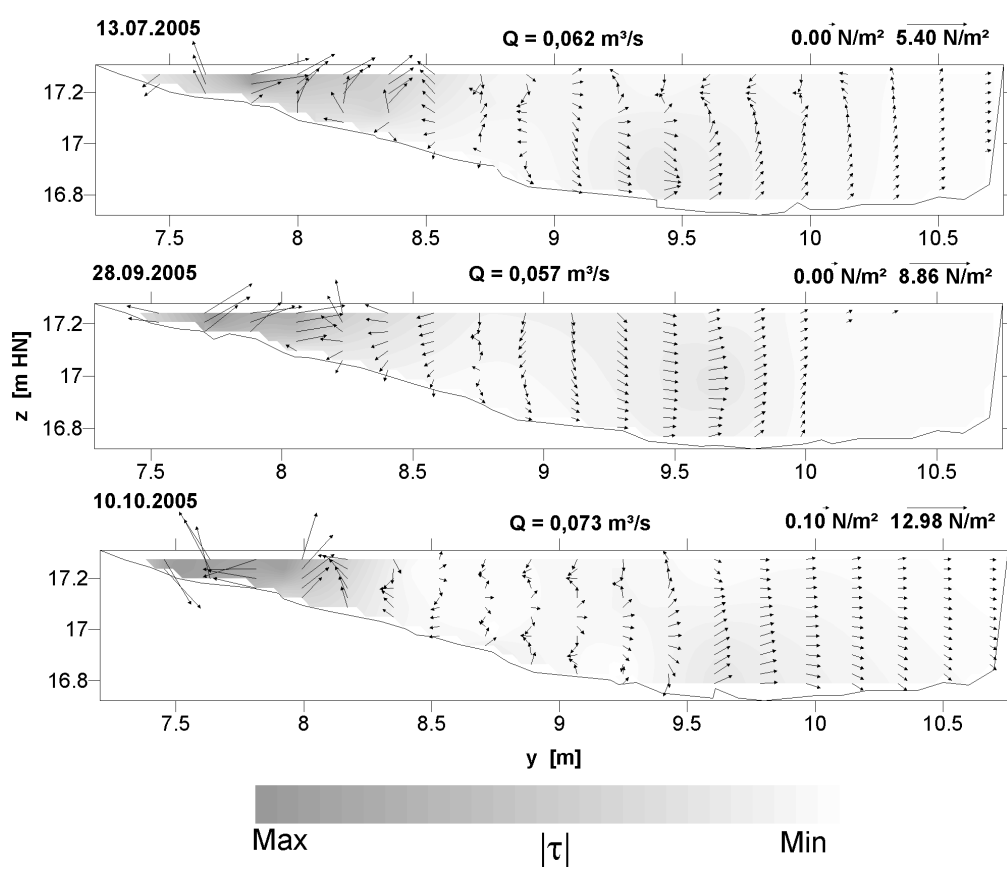 13.07.2005 Q = 0,062 m³/s 0.00 N/m² 5.40 N/m²
17.2
17
16.8
7.5 8 8.5 9 9.5 10 10.5
28.09.2005 Q = 0,057 m³/s 0.00 N/m² 8.86 N/m²
17.2
17
16.8
z [m HN]
7.5 8 8.5 9 9.5 10 10.5
10.10.2005 Q = 0,073 m³/s 0.10 N/m² 12.98 N/m²
17.2
17
16.8
7.5 8 8.5 9 9.5 10 10.5
y [m]
Max |τ| Min